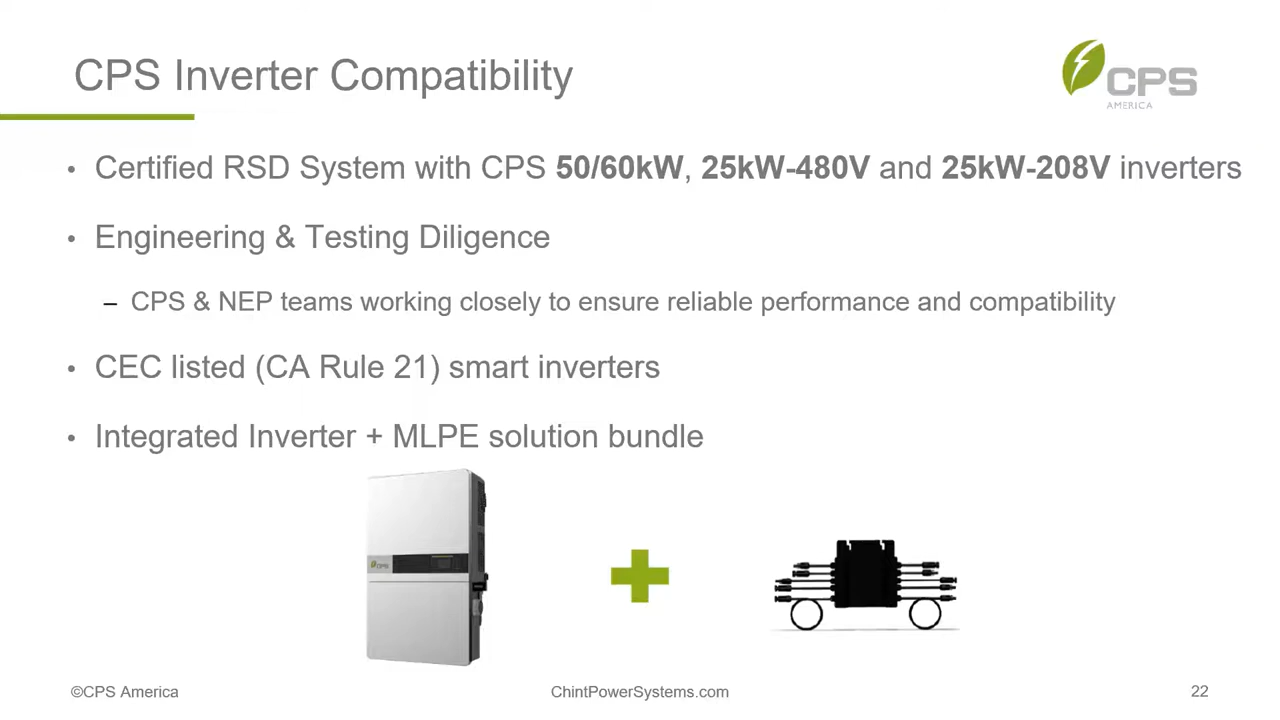 CPS Inverter Compatibility
CPS
AMERICA
• Certified RSD System with CPS 50/60kW, 25kW-480V and 25kW-208V inverters
• Engineering & Testing Diligence
– CPS & NEP teams working closely to ensure reliable performance and compatibility
• CEC listed (CA Rule 21) smart inverters
• Integrated Inverter + MLPE solution bundle
CPS
©CPS America
ChintPowerSystems.com
22